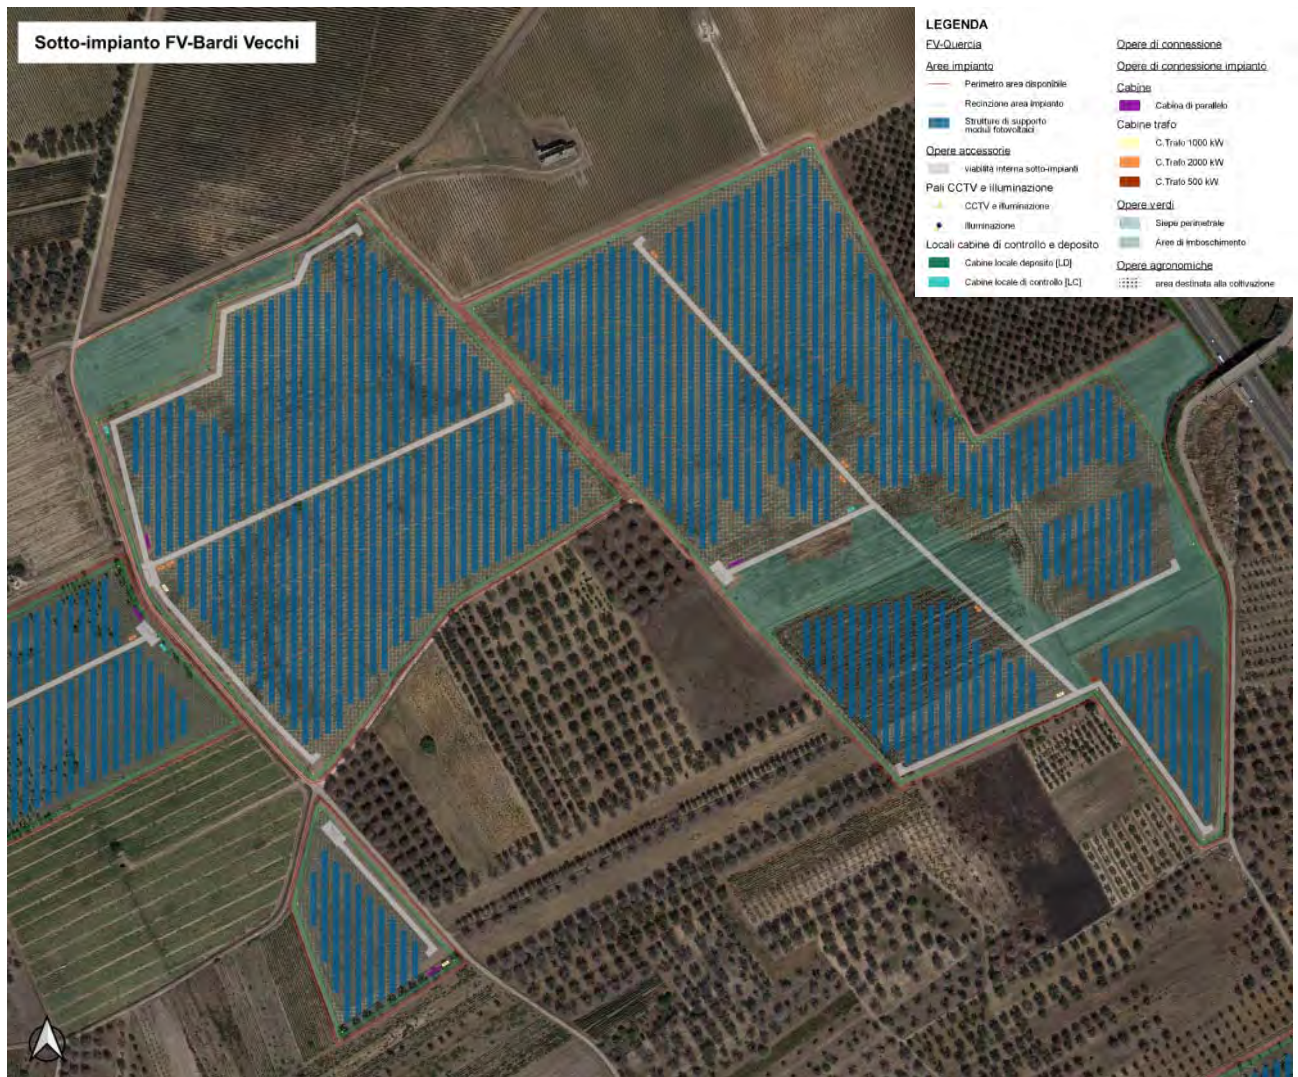 Sotto-impianto FV-Bardi Vecchi
LEGENDA
FV-Quercia
Aree impianto
Perimetro area disponibile
Recinzione area impianto
Strutture di supporto
moduli fotovoltaici
Opere accessorie
viabilità interna sotto-impianti
Pali CCTV e illuminazione
CCTV e illuminazione
Illuminazione
Locali cabine di controllo e deposito
Cabine locale deposito [LD]
Cabine locale di controllo [LC]
Opere di connessione
Opere di connessione impianto
Cabine
Cabina di parallelo
Cabine trafo
C.Trafo 1000 kW
C.Trafo 2000 kW
C.Trafo 500 kW
Opere verdi
Siepe perimetrale
Aree di imboschimento
Opere agronomiche
area destinata alla coltivazione